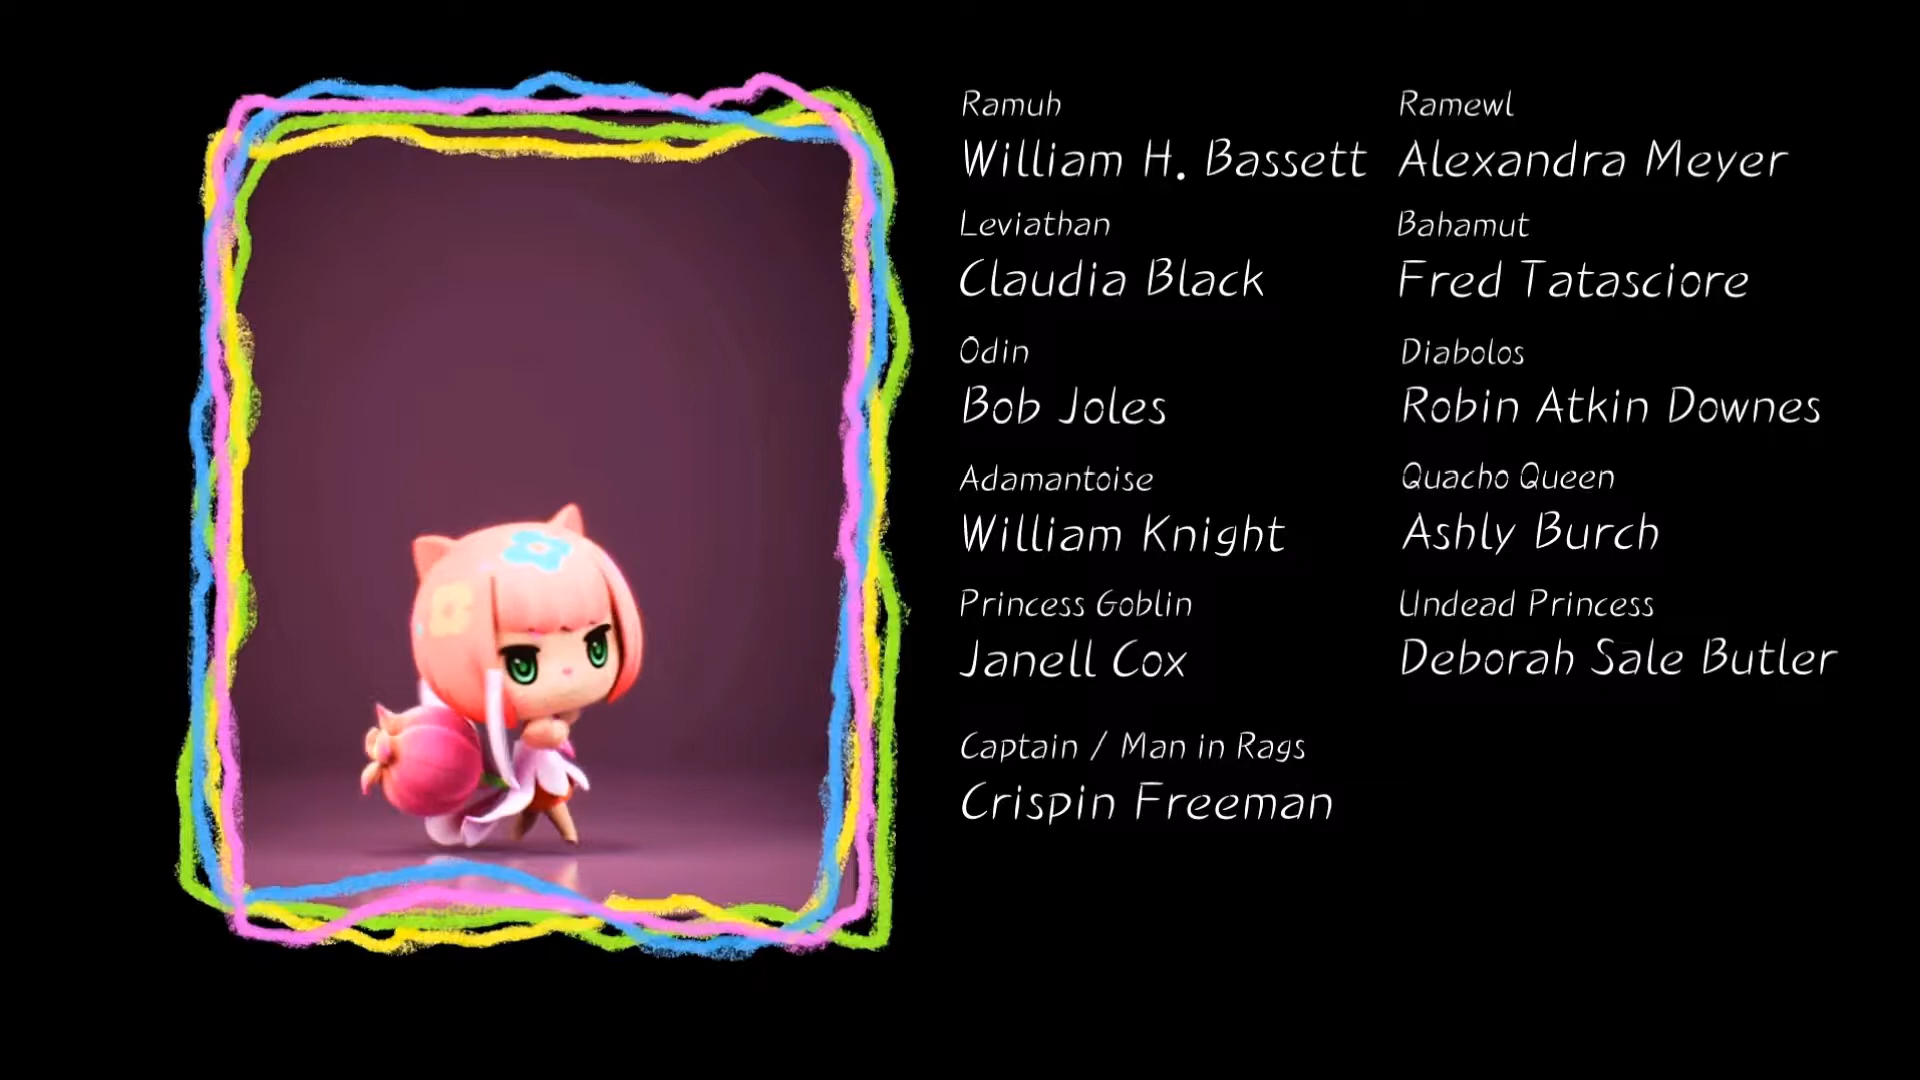 Ramuh
William H. Bassett
Ramewl
Alexandra Meyer
Leviathan
Claudia Black
Bahamut
Fred Tatasciore
Odin
Bob Joles
Diabolos
Robin Atkin Downes
Adamantoise
William Knight
Quacho Queen
Ashly Burch
Princess Goblin
Janell Cox
Undead Princess
Deborah Sale Butler
Captain / Man in Rags
Crispin Freeman